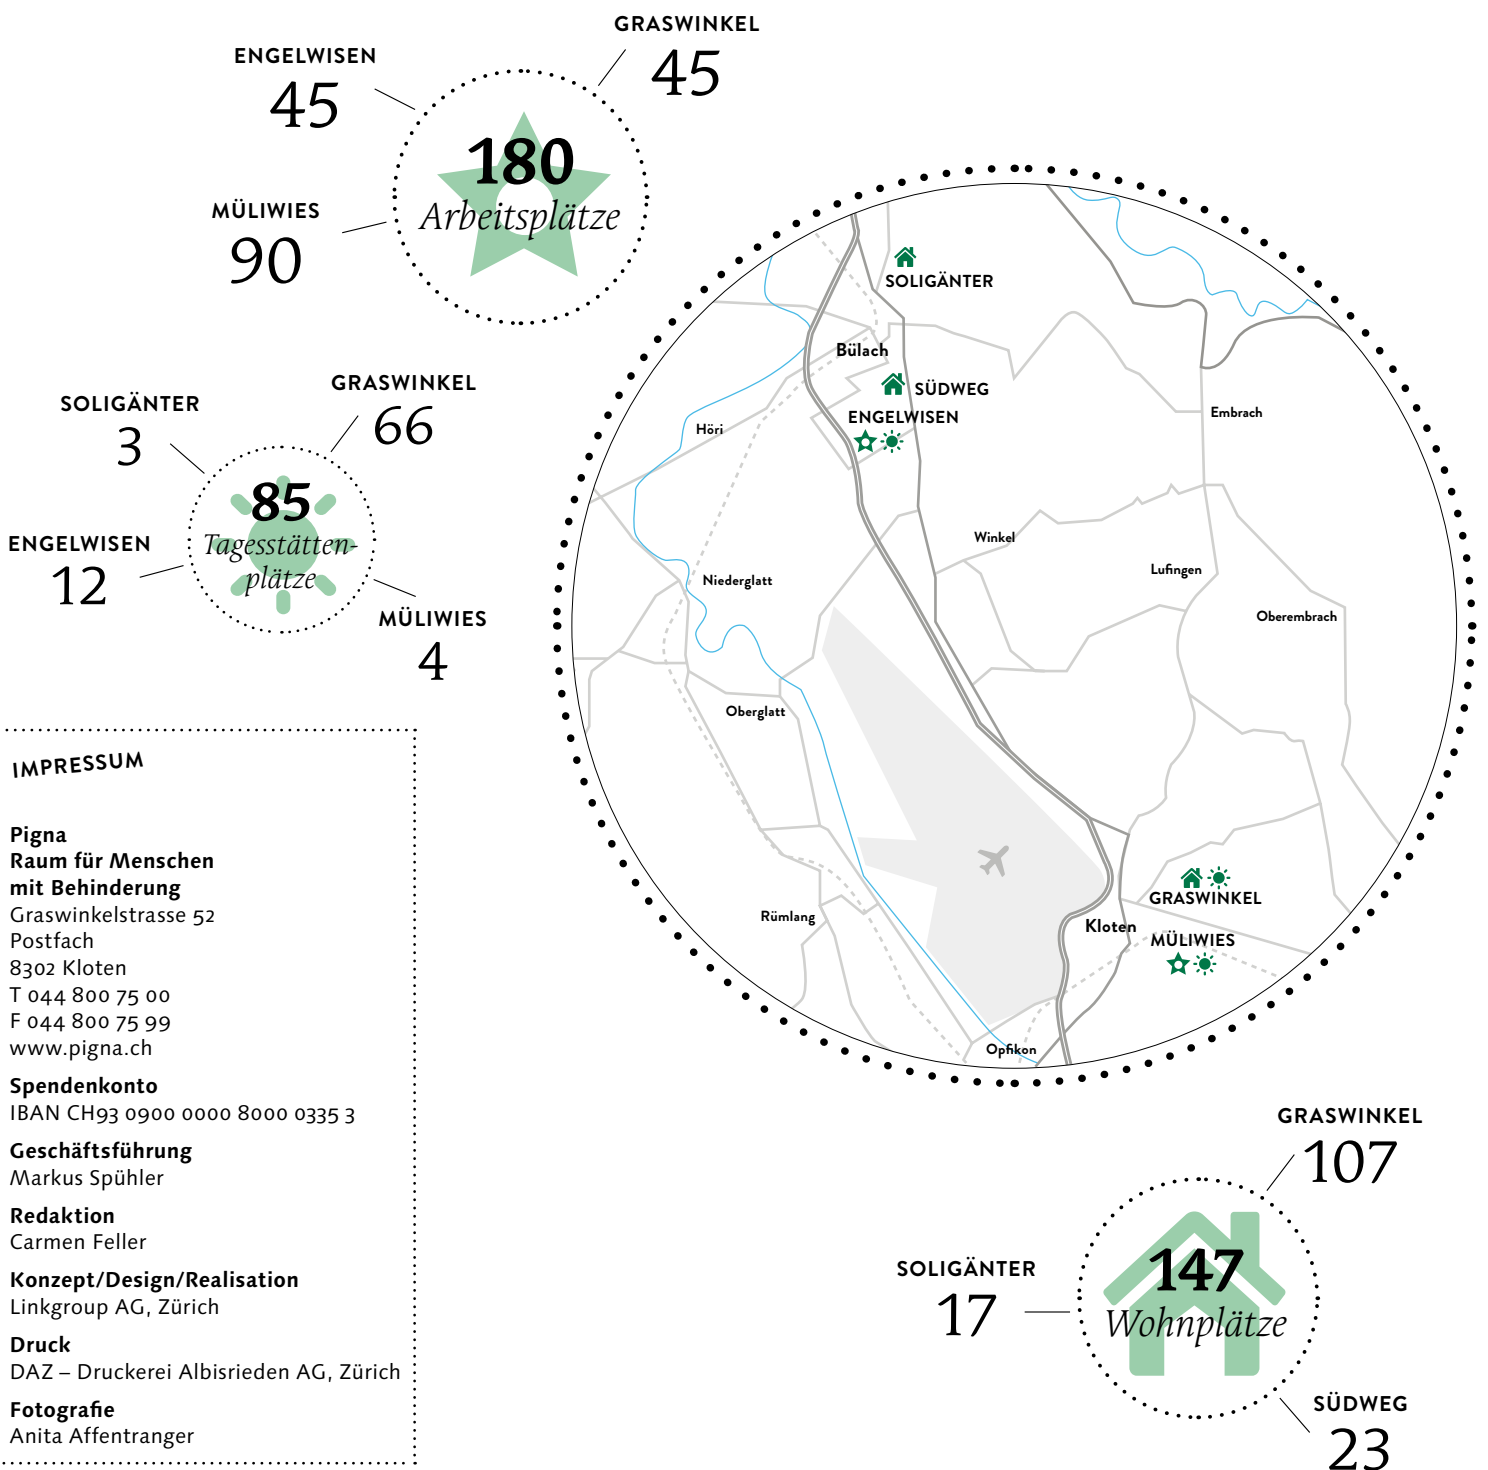 ENGELWISEN
45
GRASWINKEL
45
MÜLIWIES
90
180
Arbeitsplätze
SOLIGÄNTER
3
GRASWINKEL
66
ENGELWISEN
12
MÜLIWIES
4
85
Tagesstätten-
plätze
SOLIGÄNTER
Bülach
SÜDWEG
ENGELWISEN
Höri
Embrach
Winkel
Lufingen
Niederglatt
Oberembrach
Oberglatt
Rümlang
GRASWINKEL
Kloten
MÜLIWIES
Opfikon
IMPRESSUM
Pigna
Raum für Menschen
mit Behinderung
Graswinkelstrasse 52
Postfach
8302 Kloten
T 044 800 75 00
F 044 800 75 99
www.pigna.ch
Spendenkonto
IBAN CH93 0900 0000 8000 0335 3
Geschäftsführung
Markus Spühler
Redaktion
Carmen Feller
Konzept/Design/Realisation
Linkgroup AG, Zürich
Druck
DAZ – Druckerei Albisrieden AG, Zürich
Fotografie
Anita Affentranger
GRASWINKEL
107
SOLIGÄNTER
17
147
Wohnplätze
SÜDWEG
23